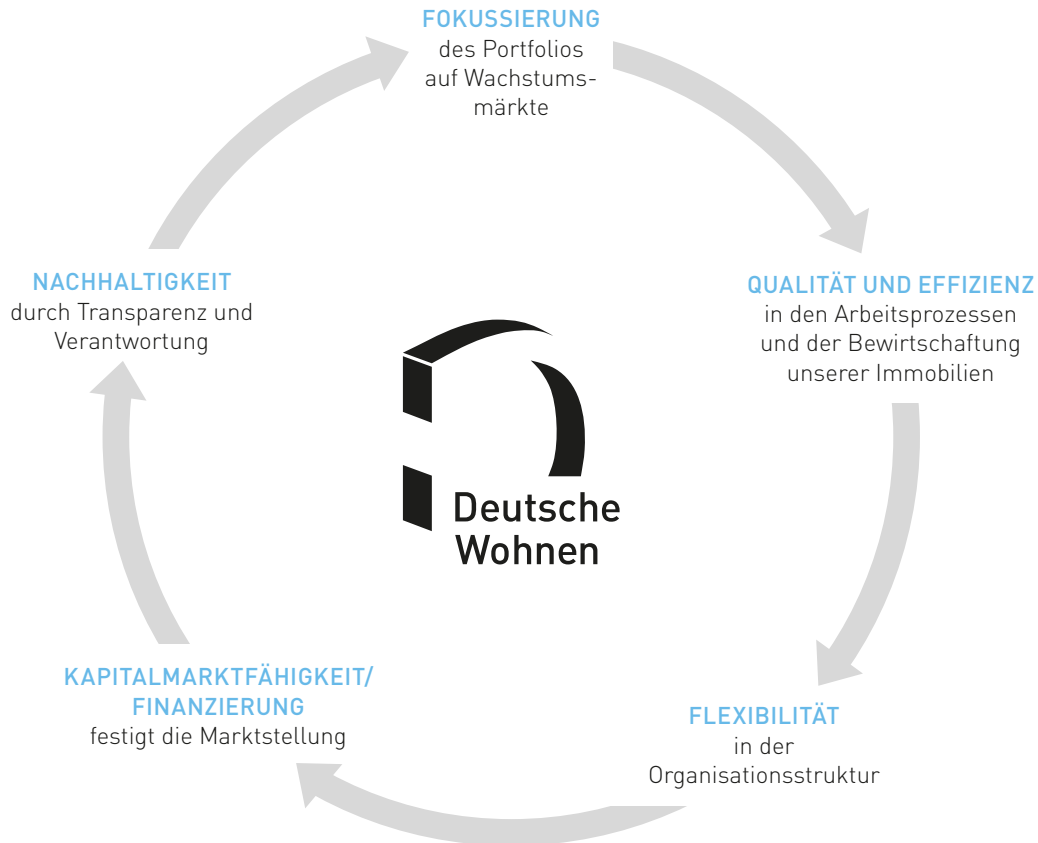 FOKUSSIERUNG
des Portfolios
auf Wachstums-
märkte
QUALITÄT UND EFFIZIENZ
in den Arbeitsprozessen
und der Bewirtschaftung
unserer Immobilien
FLEXIBILITÄT
in der
Organisationsstruktur
KAPITALMARKTFÄHIGKEIT/
FINANZIERUNG
festigt die Marktstellung
NACHHALTIGKEIT
durch Transparenz und
Verantwortung
Deutsche
Wohnen